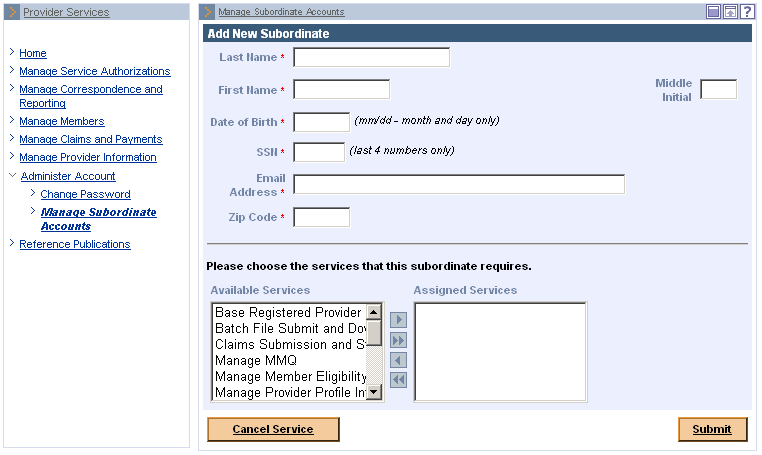 Provider Services
Home
Manage Service Authorizations
Manage Correspondence and
Reporting
Manage Members
Manage Claims and Payments
Manage Provider Information
Administer Account
Change Password
Manage Subordinate
Accounts
Reference Publications
Manage Subordinate Accounts
?
Add New Subordinate
Last Name *
First Name *
Middle
Initial
Date of Birth * (mm/dd - month and day only)
SSN * (last 4 numbers only)
Email
Address *
Zip Code *
Please choose the services that this subordinate requires.
Available Services Assigned Services
Base Registered Provider
Batch File Submit and Do
Claims Submission and S
Manage MMQ
Manage Member Eligibility
Manage Provider Profile In
Cancel Service Submit